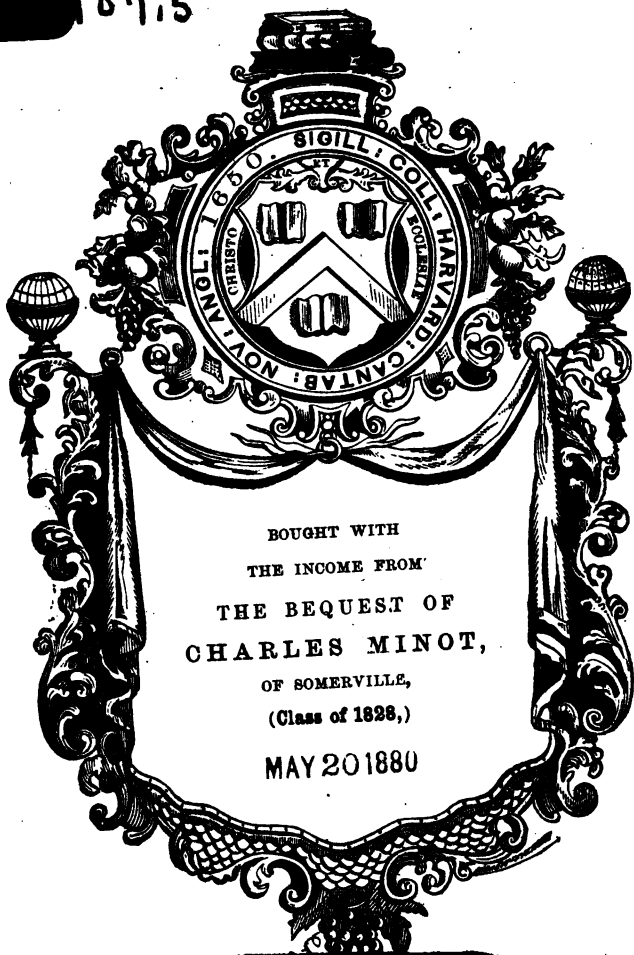 SIGILL : COLL : HARVARD : CANTAB : NOV : ANGL : 1650.
CHRISTO
ET
ECCLESIAE
BOUGHT WITH
THE INCOME FROM
THE BEQUEST OF
CHARLES MINOT,
OF SOMERVILLE,
(Class of 1828,)
MAY 20 1880